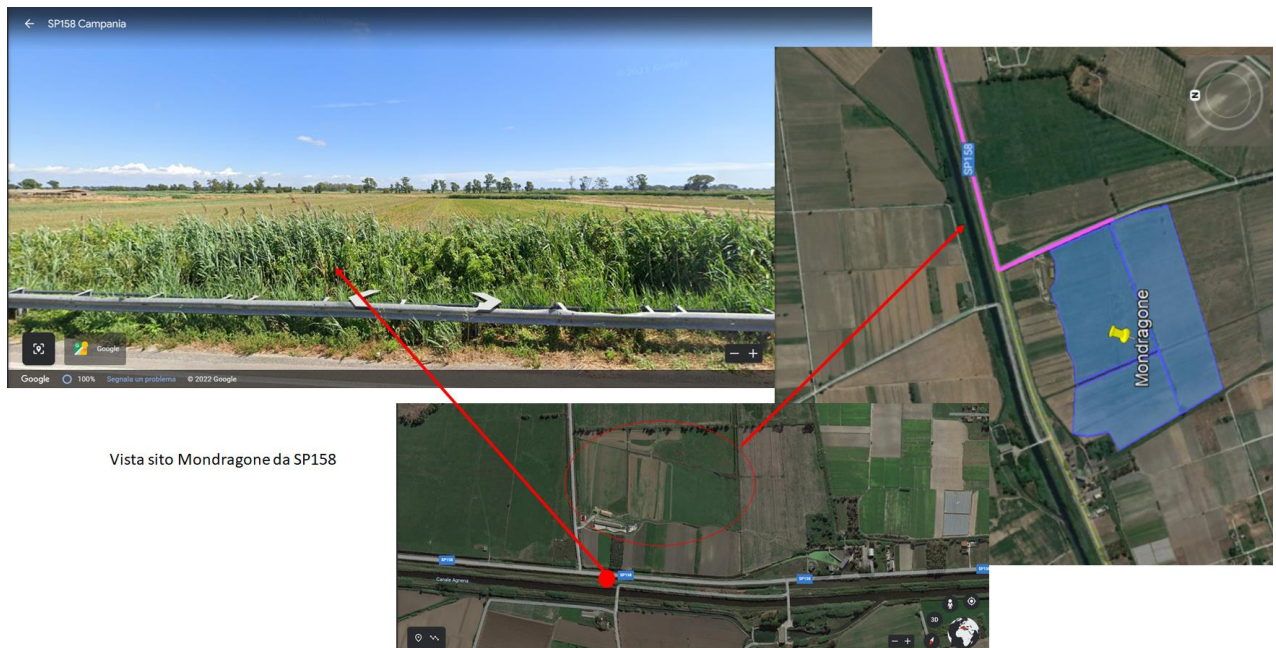 SP158 Campania
Google
Google 100% Segnala un problema © 2022 Google
N
SP158
Mondragone
Vista sito Mondragone da SP158
SP158
SP158
SP158
Canale Agnena
3D